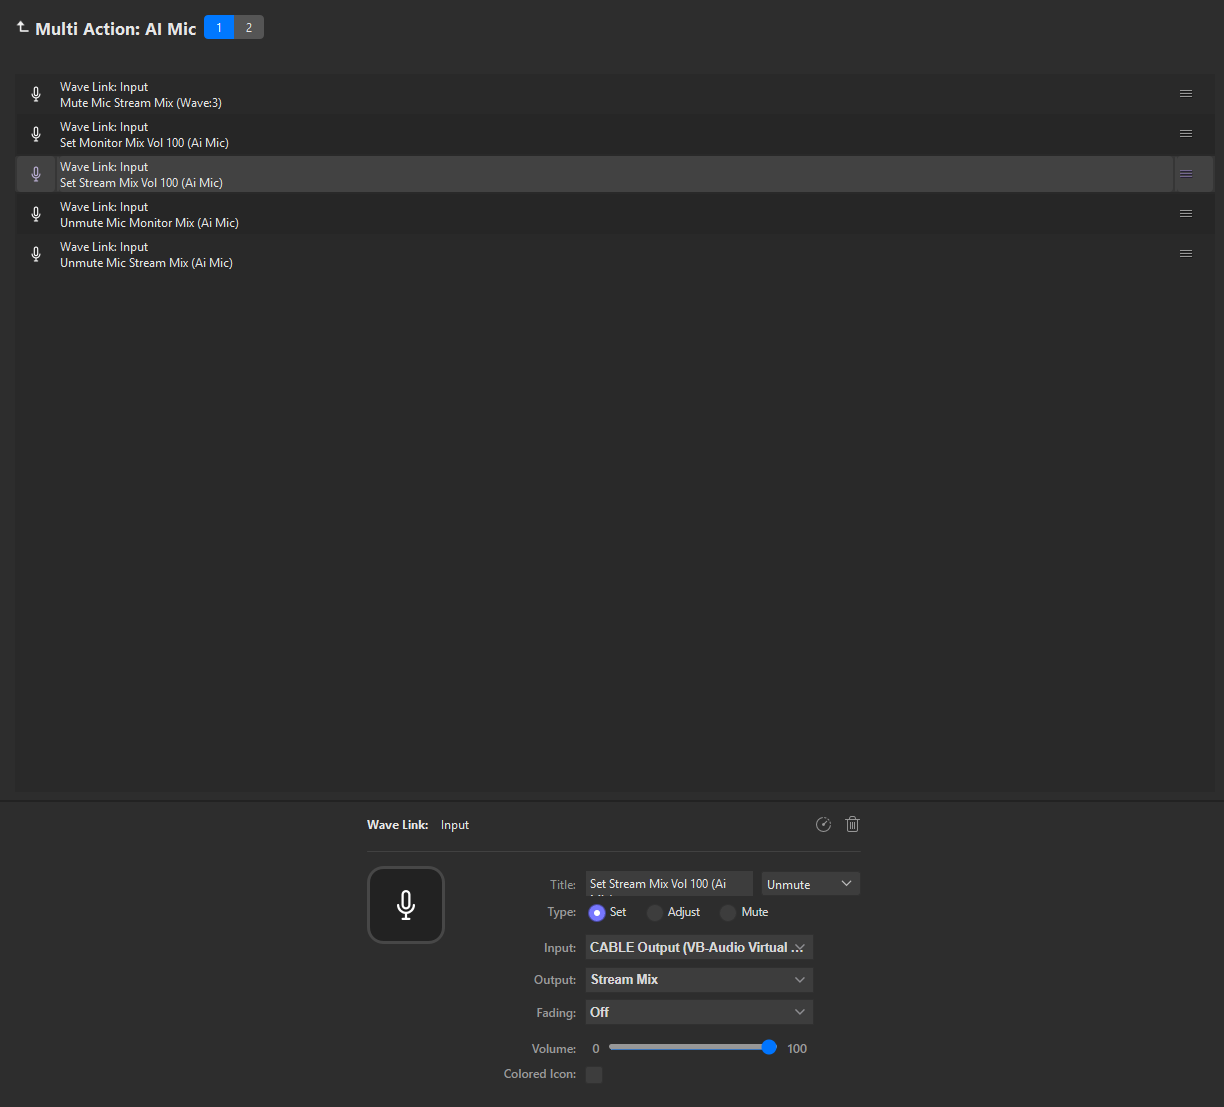 Multi Action: AI Mic 1 2
Wave Link: Input
Mute Mic Stream Mix (Wave:3)
Wave Link: Input
Set Monitor Mix Vol 100 (Ai Mic)
Wave Link: Input
Set Stream Mix Vol 100 (Ai Mic)
Wave Link: Input
Unmute Mic Monitor Mix (Ai Mic)
Wave Link: Input
Unmute Mic Stream Mix (Ai Mic)
Wave Link: Input
Title: Set Stream Mix Vol 100 (Ai Unmute
Type: Set Adjust Mute
Input: CABLE Output (VB-Audio Virtual ...
Output: Stream Mix
Fading: Off
Volume: 0 100
Colored Icon: